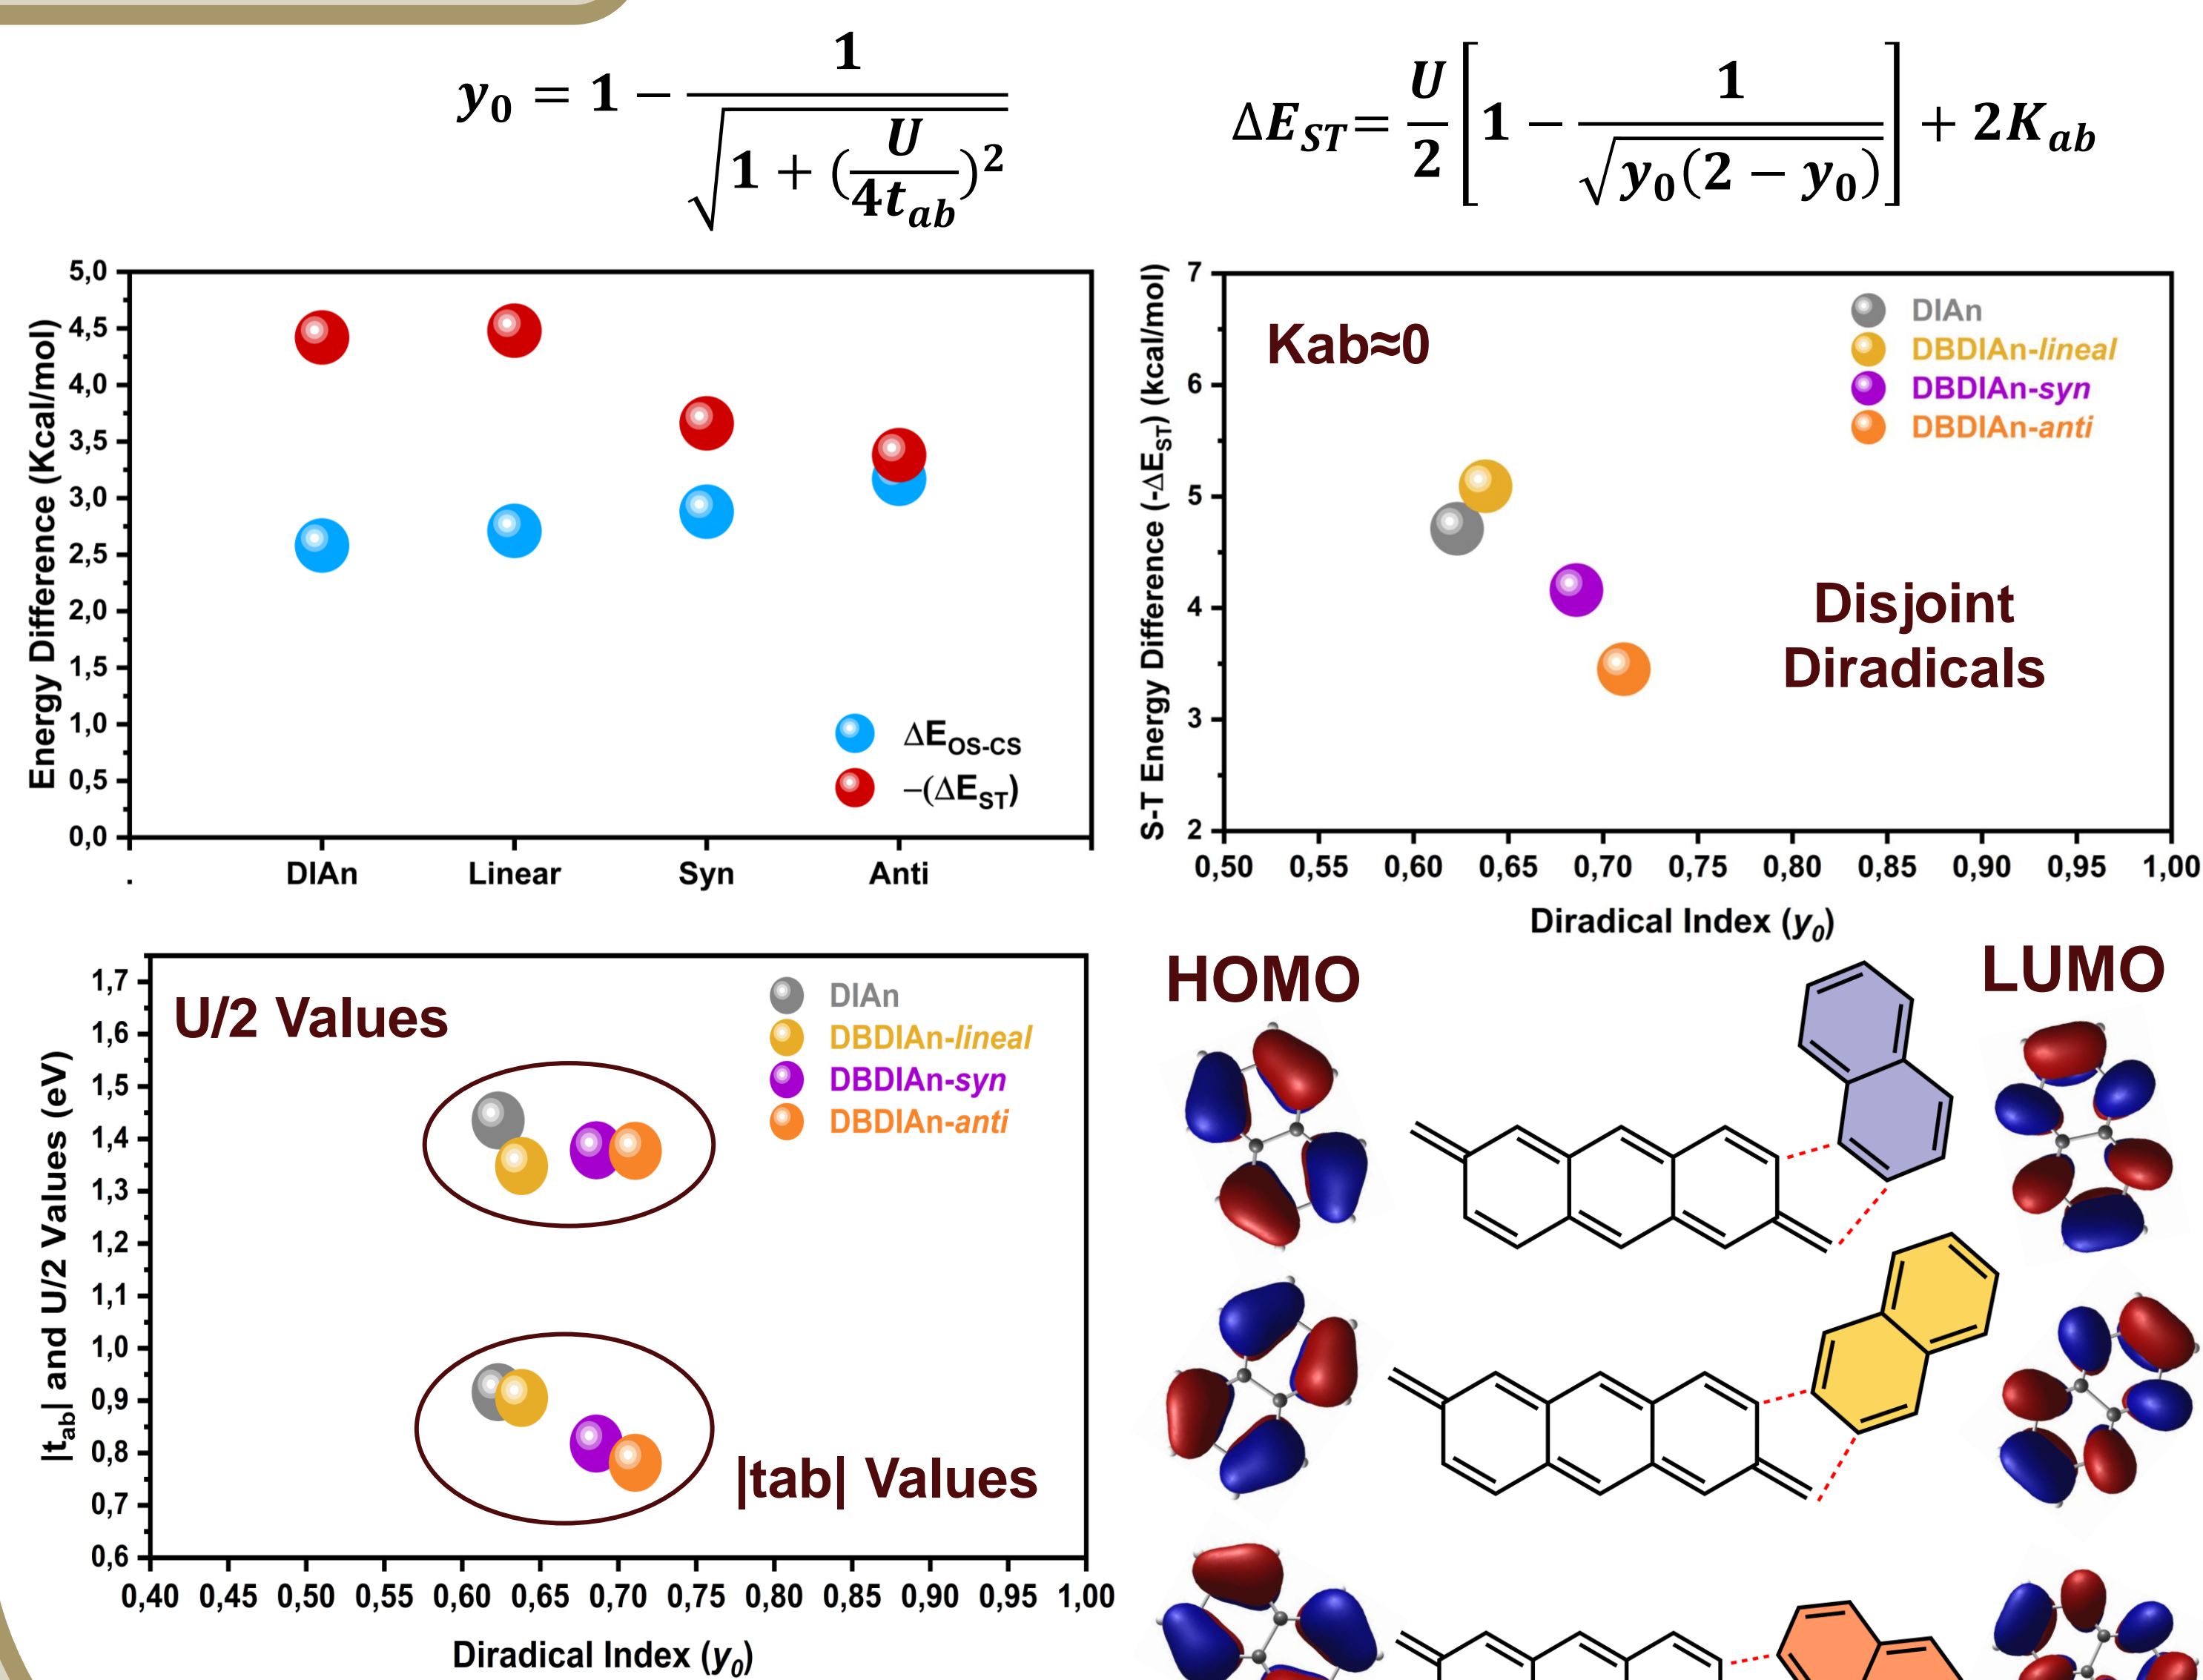 y₀ = 1 − 1 / √(1 + (U / 4t_ab)²)
ΔE_ST = U/2 [1 − 1 / √(y₀(2 − y₀))] + 2K_ab
Energy Difference (Kcal/mol)
5,0
4,5
4,0
3,5
3,0
2,5
2,0
1,5
1,0
0,5
0,0
ΔE_OS-CS
−(ΔE_ST)
. DIAn Linear Syn Anti
S-T Energy Difference (-ΔE_ST) (kcal/mol)
7
6
5
4
3
2
Kab≈0
DIAn
DBDIAn-lineal
DBDIAn-syn
DBDIAn-anti
Disjoint
Diradicals
0,50 0,55 0,60 0,65 0,70 0,75 0,80 0,85 0,90 0,95 1,00
Diradical Index (y₀)
|t_ab| and U/2 Values (eV)
1,7
1,6
1,5
1,4
1,3
1,2
1,1
1,0
0,9
0,8
0,7
0,6
U/2 Values
DIAn
DBDIAn-lineal
DBDIAn-syn
DBDIAn-anti
|tab| Values
0,40 0,45 0,50 0,55 0,60 0,65 0,70 0,75 0,80 0,85 0,90 0,95 1,00
Diradical Index (y₀)
HOMO
LUMO